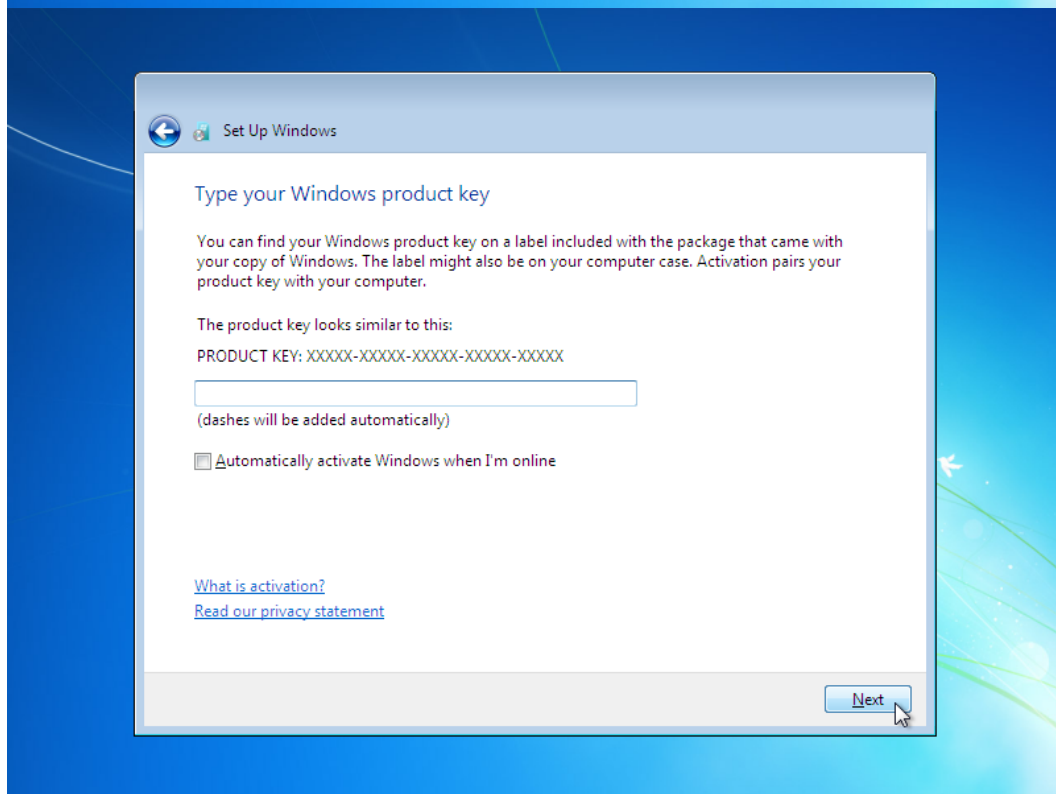 Set Up Windows
Type your Windows product key
You can find your Windows product key on a label included with the package that came with
your copy of Windows. The label might also be on your computer case. Activation pairs your
product key with your computer.
The product key looks similar to this:
PRODUCT KEY: XXXXX-XXXXX-XXXXX-XXXXX-XXXXX
(dashes will be added automatically)
Automatically activate Windows when I'm online
What is activation?
Read our privacy statement
Next